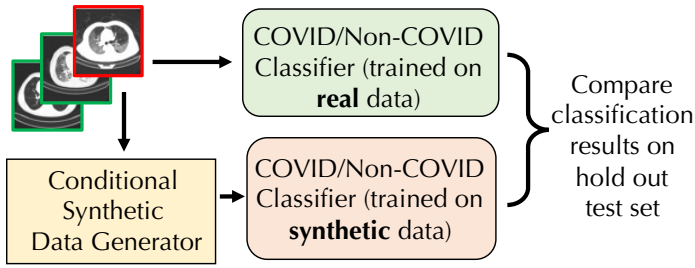 COVID/Non-COVID
Classifier (trained on
real data)
Conditional
Synthetic
Data Generator
COVID/Non-COVID
Classifier (trained on
synthetic data)
Compare
classification
results on
hold out
test set